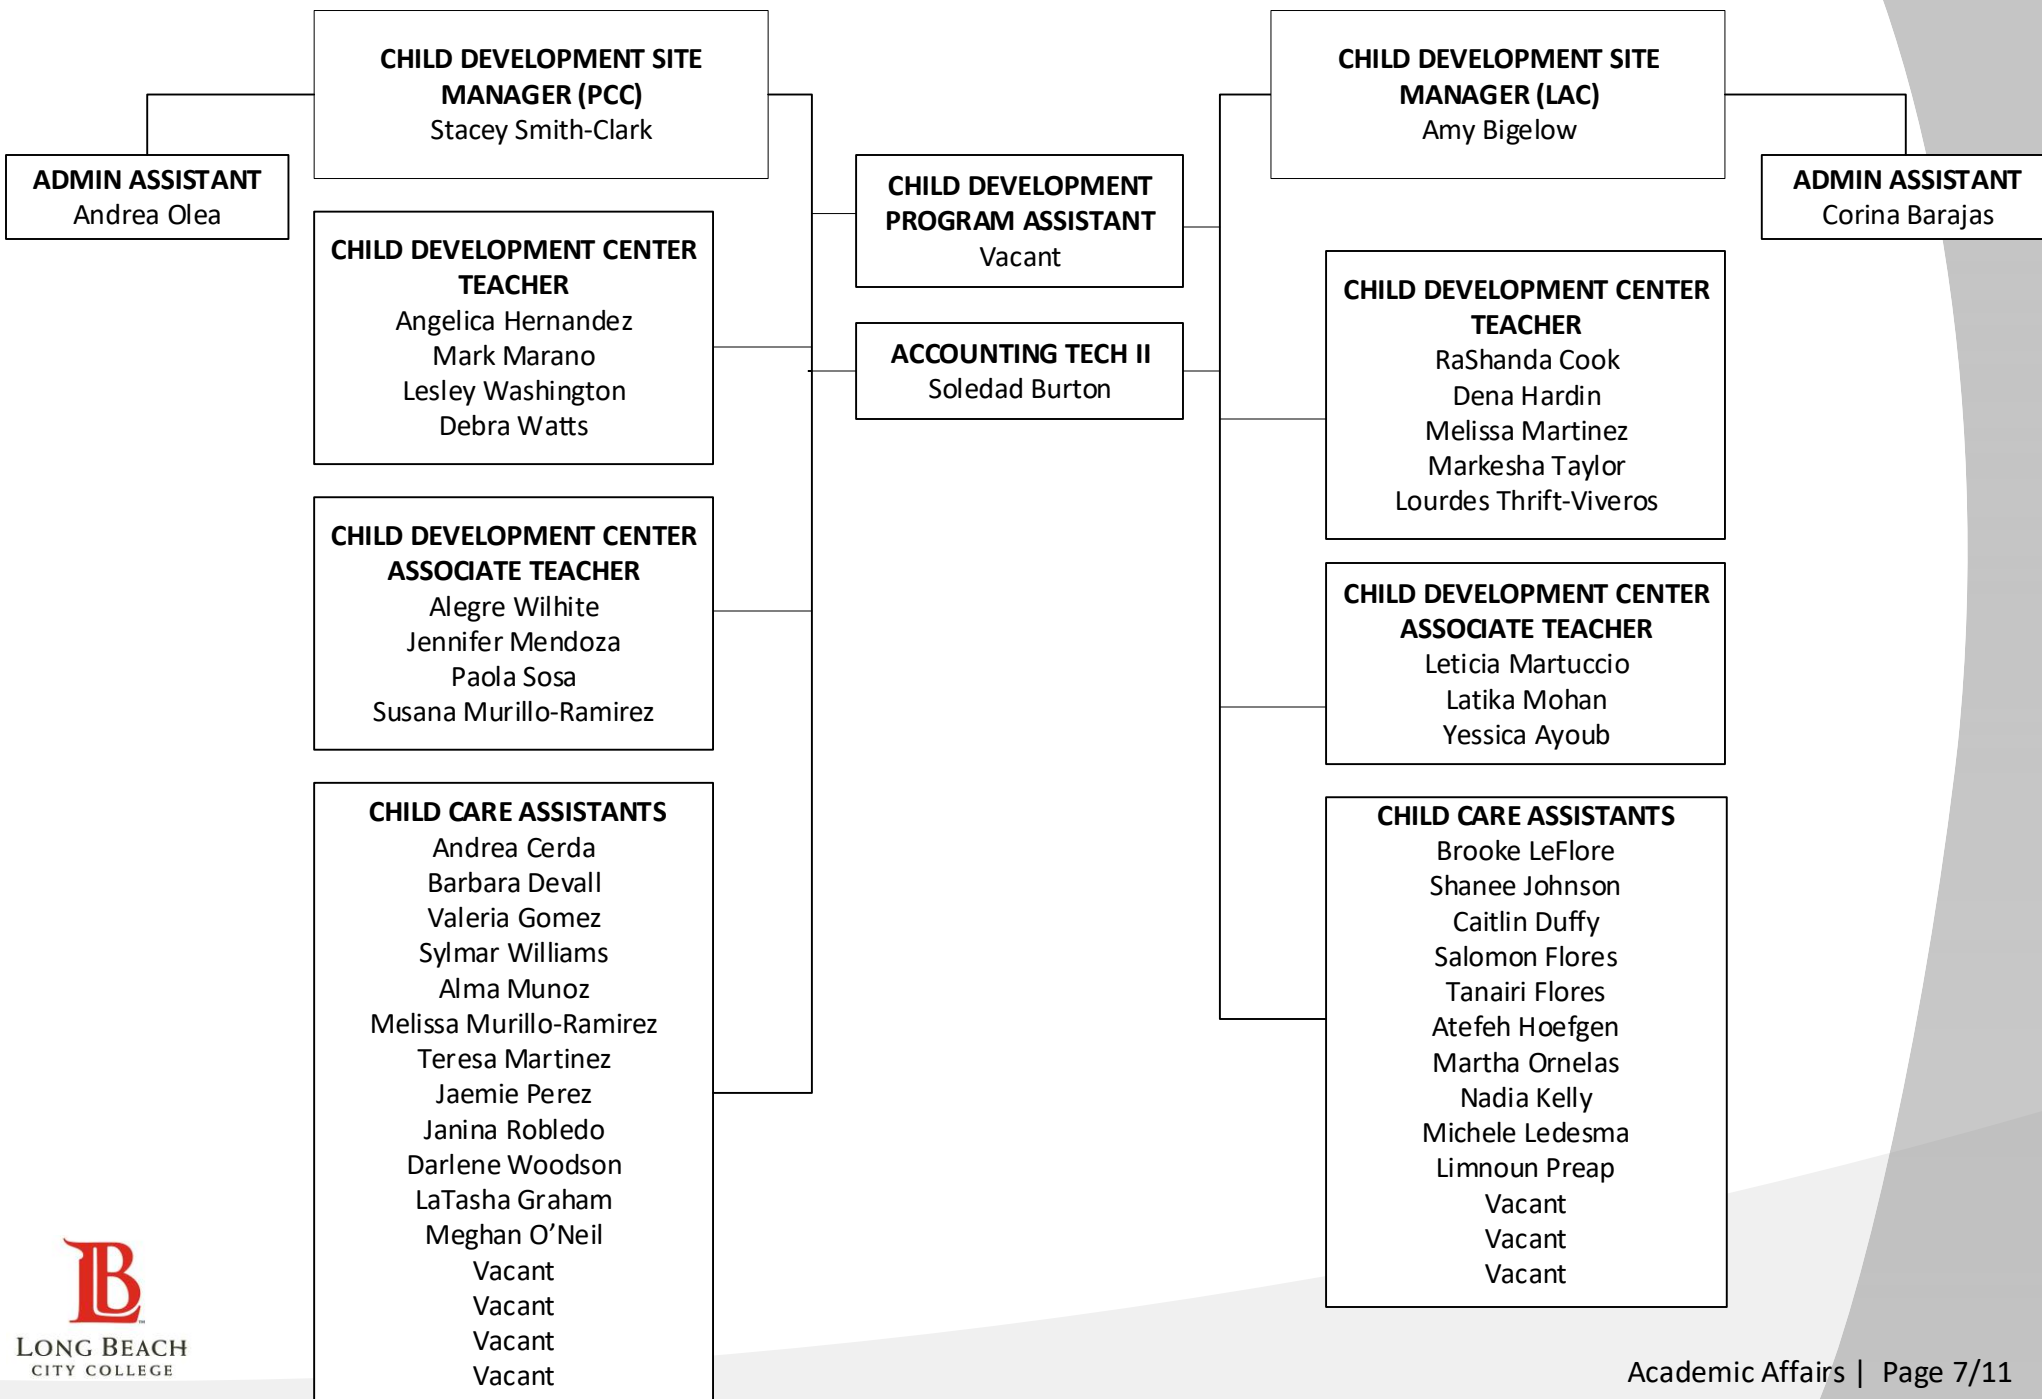 CHILD DEVELOPMENT SITE
MANAGER (PCC)
Stacey Smith-Clark
ADMIN ASSISTANT
Andrea Olea
CHILD DEVELOPMENT CENTER
TEACHER
Angelica Hernandez
Mark Marano
Lesley Washington
Debra Watts
CHILD DEVELOPMENT CENTER
ASSOCIATE TEACHER
Alegre Wilhite
Jennifer Mendoza
Paola Sosa
Susana Murillo-Ramirez
CHILD CARE ASSISTANTS
Andrea Cerda
Barbara Devall
Valeria Gomez
Sylmar Williams
Alma Munoz
Melissa Murillo-Ramirez
Teresa Martinez
Jaemie Perez
Janina Robledo
Darlene Woodson
LaTasha Graham
Meghan O’Neil
Vacant
Vacant
Vacant
Vacant
CHILD DEVELOPMENT
PROGRAM ASSISTANT
Vacant
ACCOUNTING TECH II
Soledad Burton
CHILD DEVELOPMENT SITE
MANAGER (LAC)
Amy Bigelow
ADMIN ASSISTANT
Corina Barajas
CHILD DEVELOPMENT CENTER
TEACHER
RaShanda Cook
Dena Hardin
Melissa Martinez
Markesha Taylor
Lourdes Thrift-Viveros
CHILD DEVELOPMENT CENTER
ASSOCIATE TEACHER
Leticia Martuccio
Latika Mohan
Yessica Ayoub
CHILD CARE ASSISTANTS
Brooke LeFlore
Shanee Johnson
Caitlin Duffy
Salomon Flores
Tanairi Flores
Atefeh Hoefgen
Martha Ornelas
Nadia Kelly
Michele Ledesma
Limnoun Preap
Vacant
Vacant
Vacant
LB
LONG BEACH
CITY COLLEGE
Academic Affairs | Page 7/11